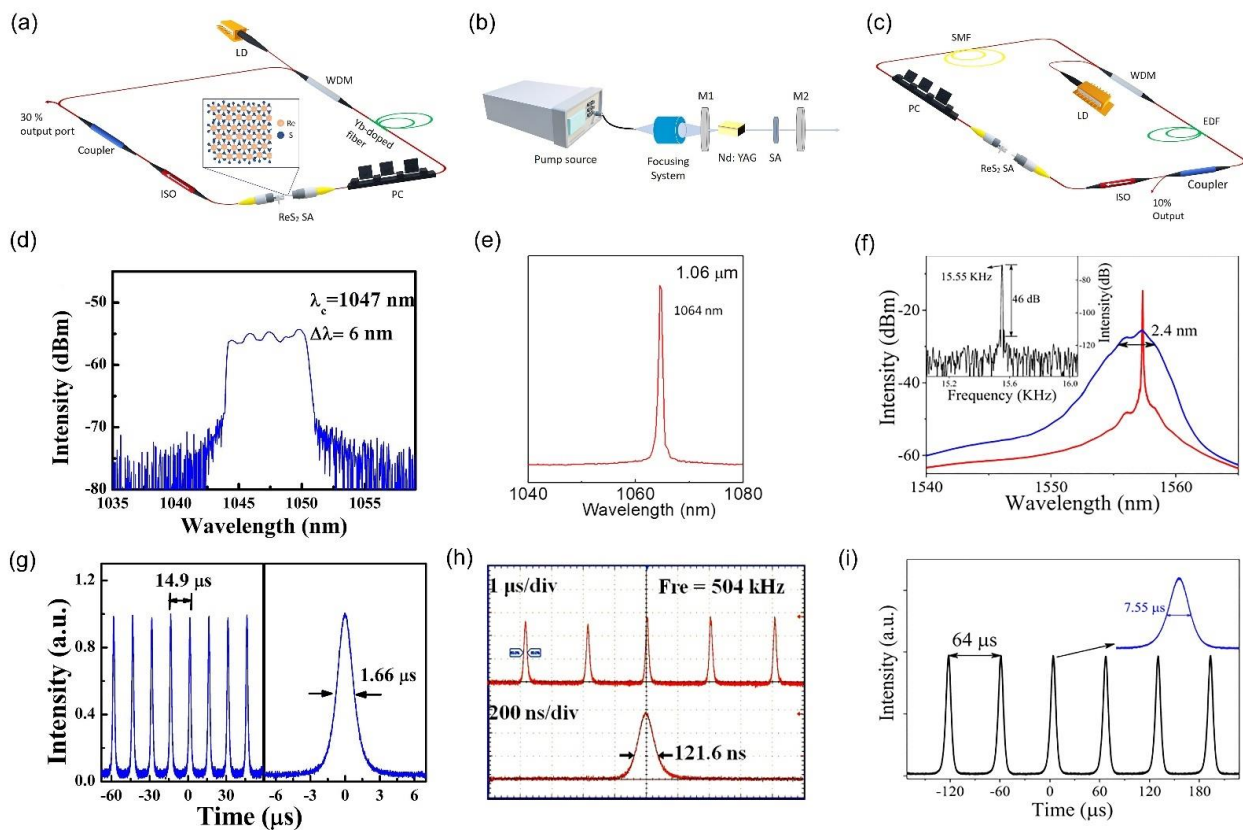 (a)
LD
WDM
30 %
output port
Coupler
ISO
Re
S
Yb-doped
fiber
ReS₂ SA
PC
(b)
Pump source
Focusing
System
M1
Nd: YAG
SA
M2
(c)
SMF
PC
LD
WDM
EDF
ReS₂ SA
ISO
10%
Output
Coupler
(d)
λc =1047 nm
Δλ= 6 nm
Intensity (dBm)
-50
-60
-70
-80
1035 1040 1045 1050 1055
Wavelength (nm)
(e)
1.06 μm
1064 nm
1040 1060 1080
Wavelength (nm)
(f)
15.55 KHz
46 dB
-80
-100
-120
Intensity(dB)
15.2 15.6 16.0
Frequency (KHz)
2.4 nm
Intensity (dBm)
-20
-40
-60
1540 1550 1560
Wavelength (nm)
(g)
14.9 μs
1.66 μs
Intensity (a.u.)
1.2
0.8
0.4
0.0
-60 -30 0 30 -6 -3 0 3 6
Time (μs)
(h)
1 μs/div
Fre = 504 kHz
200 ns/div
121.6 ns
(i)
7.55 μs
64 μs
Intensity (a.u.)
-120 -60 0 60 120 180
Time (μs)